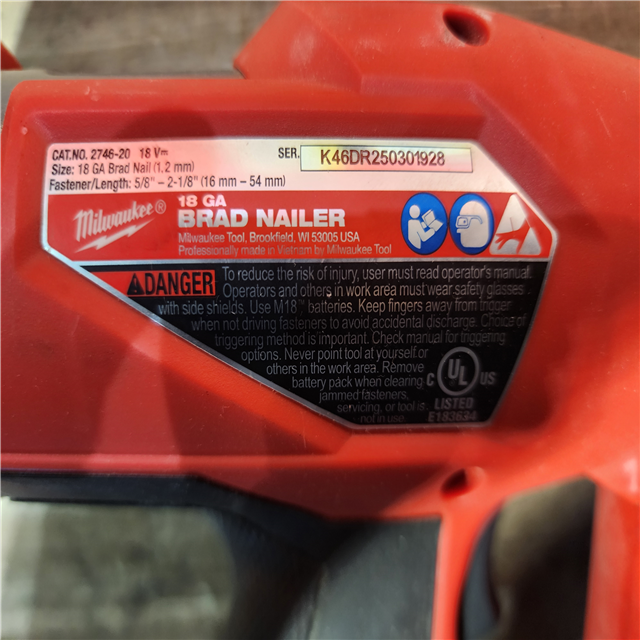 CAT.NO. 2746-20 18 V⎓ SER. K46DR250301928
Size: 18 GA Brad Nail (1.2 mm)
Fastener/Length: 5/8" – 2-1/8" (16 mm – 54 mm)
Milwaukee®
18 GA
BRAD NAILER
Milwaukee Tool, Brookfield, WI 53005 USA
Professionally made in Vietnam by Milwaukee Tool
DANGER
To reduce the risk of injury, user must read operator's manual.
Operators and others in work area must wear safety glasses
with side shields. Use M18™ batteries. Keep fingers away from trigger
when not driving fasteners to avoid accidental discharge. Choice of
triggering method is important. Check manual for triggering
options. Never point tool at yourself or
others in the work area. Remove
battery pack when clearing
jammed fasteners,
servicing, or tool is
not in use.
C UL US
LISTED
E183634